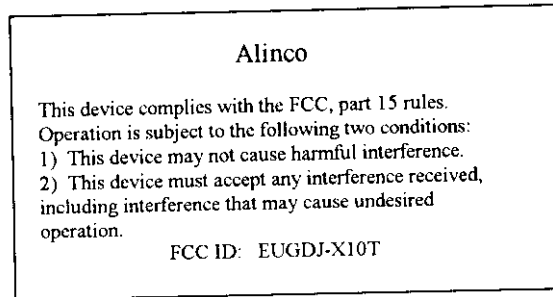 Alinco
This device complies with the FCC, part 15 rules.
Operation is subject to the following two conditions:
1) This device may not cause harmful interference.
2) This device must accept any interference received,
including interference that may cause undesired
operation.
FCC ID: EUGDJ-X10T